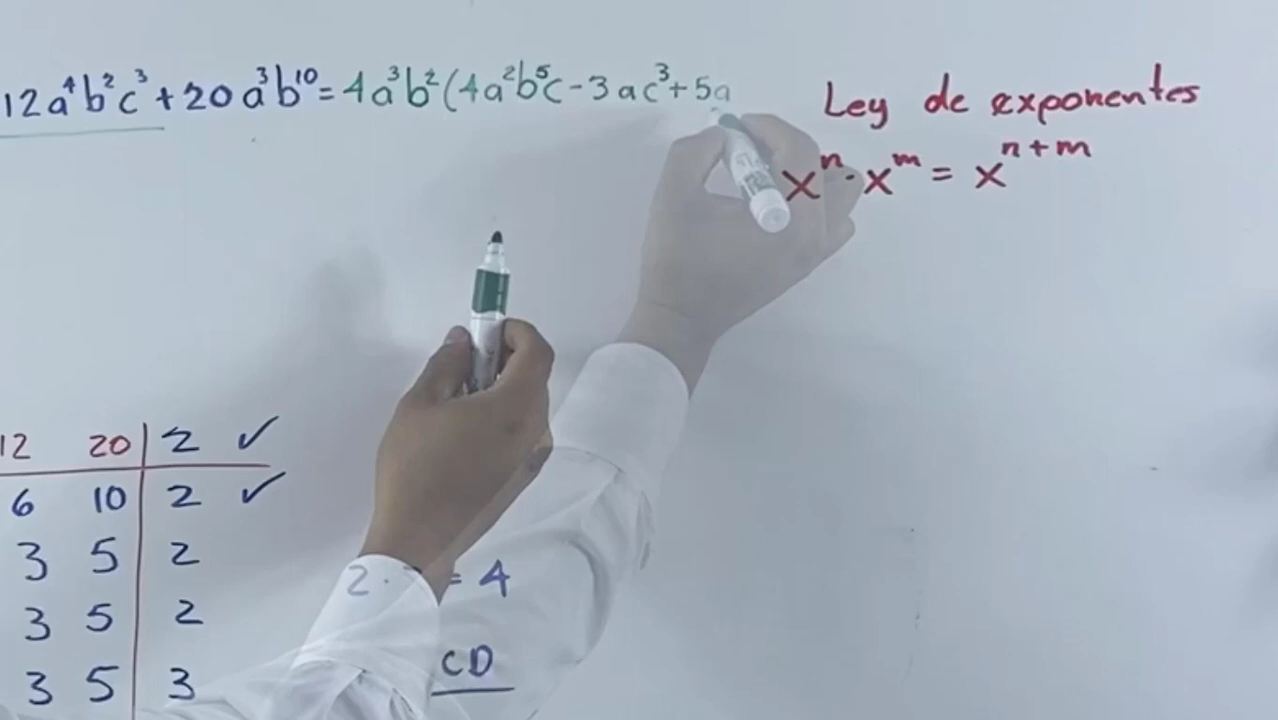 12a⁴b²c³+20a³b¹⁰=4a³b²(4a²b⁵c-3ac³+5a
Ley de exponentes
xⁿ·xᵐ=xⁿ⁺ᵐ
12 20 | 2 ✓
6 10 | 2 ✓
3 5 | 2
2· = 4
3 5 | 2
CD
3 5 | 3